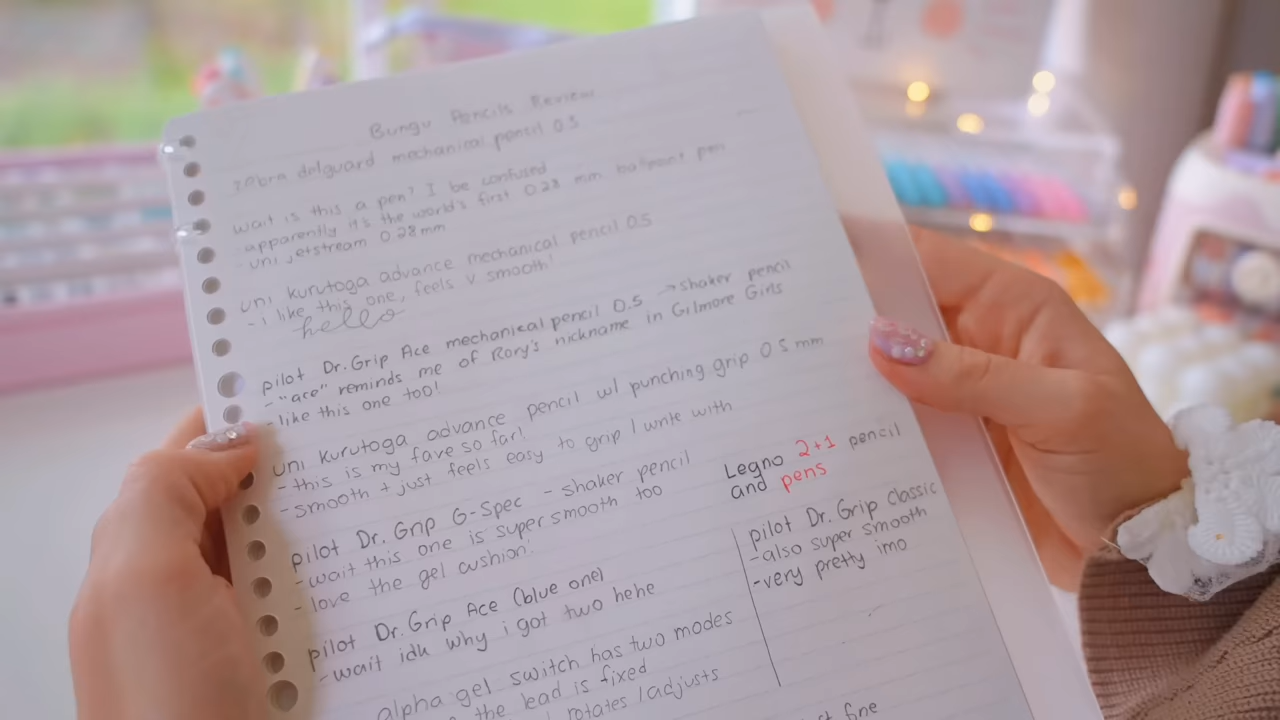 Bungu Pencils Review
zebra delguard mechanical pencil 0.5
wait is this a pen? I be confused
apparently it's the world's first 0.28 mm ballpoint pen
uni jetstream 0.28mm
uni kurutoga advance mechanical pencil 0.5
- i like this one, feels v smooth!
hello
pilot Dr. Grip Ace mechanical pencil 0.5 → shaker pencil
- "ace" reminds me of Rory's nickname in Gilmore Girls
- like this one too!
uni kurutoga advance pencil w/ punching grip 0.5 mm
- this is my fave so far!
- smooth + just feels easy to grip / write with
pilot Dr. Grip G-Spec - shaker pencil
- wait this one is super smooth too
- love the gel cushion!
pilot Dr. Grip Ace (blue one)
- wait idk why i got two hehe
Legno 2+1 pencil
and pens
pilot Dr. Grip classic
- also super smooth
- very pretty imo
alpha gel switch has two modes
the lead is fixed
rotates / adjusts
fine